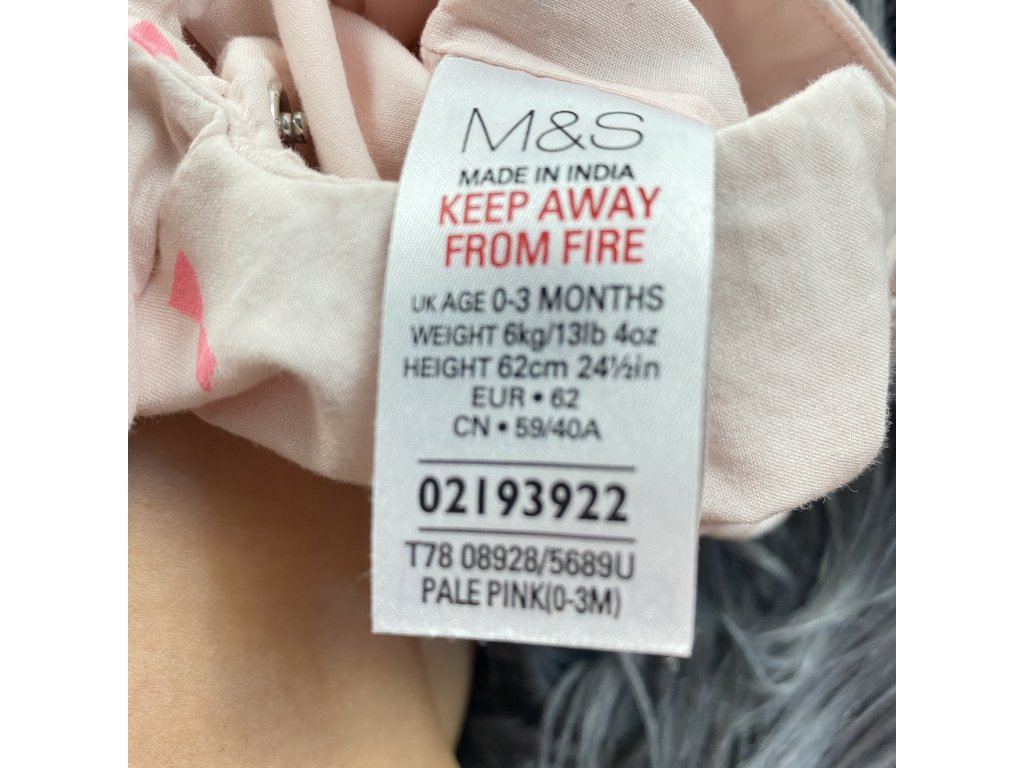 M&S
MADE IN INDIA
KEEP AWAY
FROM FIRE
UK AGE 0-3 MONTHS
WEIGHT 6kg/13lb 4oz
HEIGHT 62cm 24½in
EUR • 62
CN • 59/40A
02193922
T78 08928/5689U
PALE PINK(0-3M)